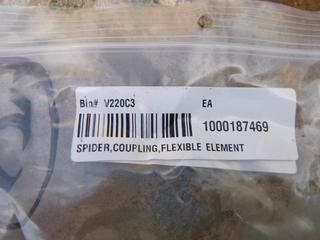 Bin# V220C3 EA
1000187469
SPIDER,COUPLING,FLEXIBLE ELEMENT